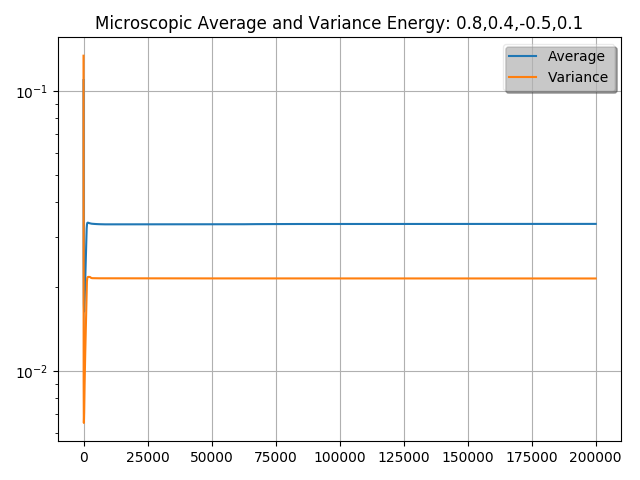 Microscopic Average and Variance Energy: 0.8,0.4,-0.5,0.1
Average
Variance
10⁻¹
10⁻²
0 25000 50000 75000 100000 125000 150000 175000 200000